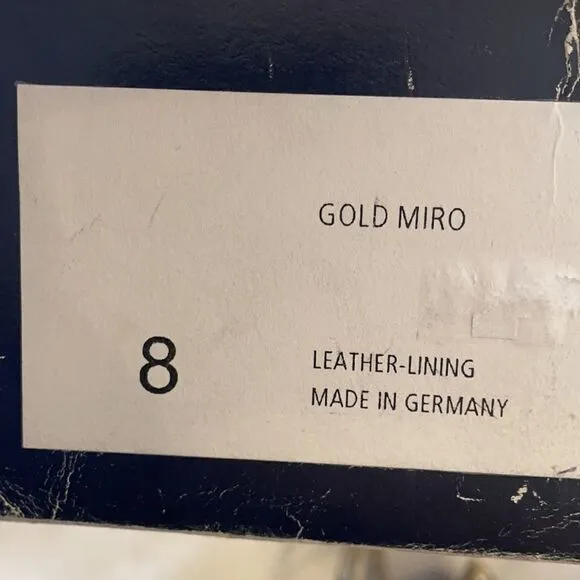 GOLD MIRO
8
LEATHER-LINING
MADE IN GERMANY